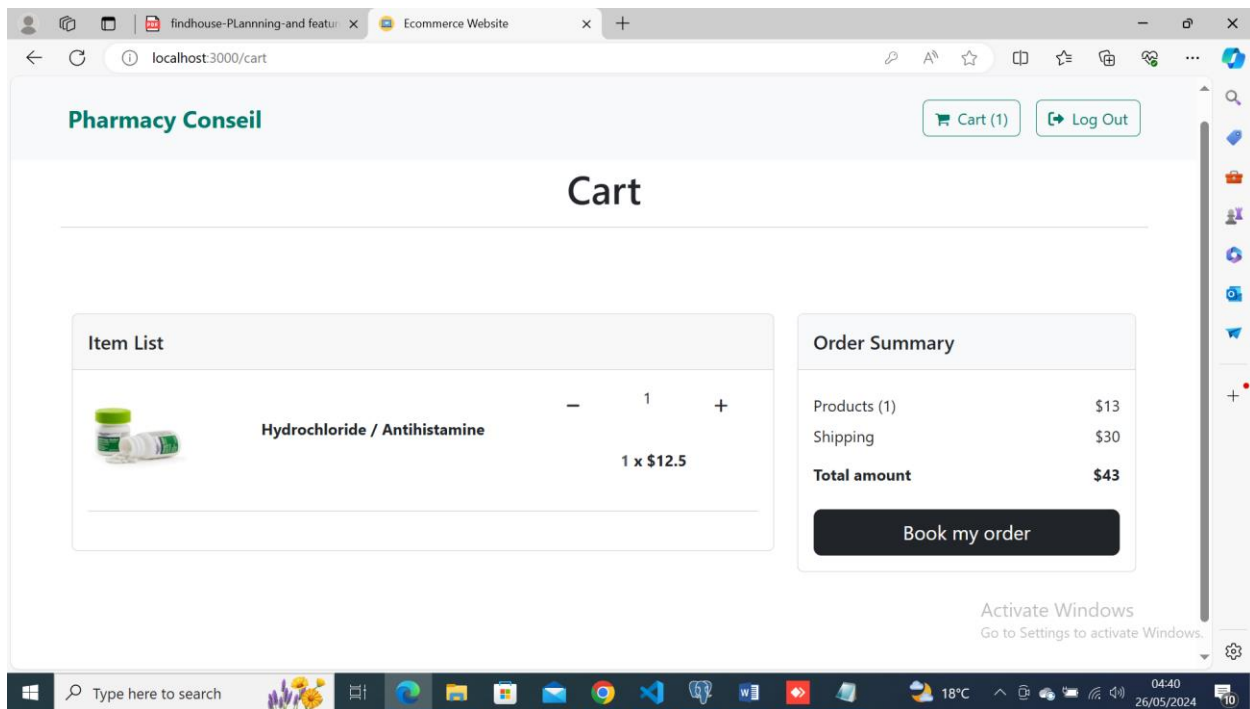 findhouse-PLannning-and featur
Ecommerce Website
localhost:3000/cart
Pharmacy Conseil
Cart (1)
Log Out
Cart
Item List
1
Hydrochloride / Antihistamine
1 x $12.5
Order Summary
Products (1) $13
Shipping $30
Total amount $43
Book my order
Activate Windows
Go to Settings to activate Windows.
Type here to search
18°C
04:40
26/05/2024